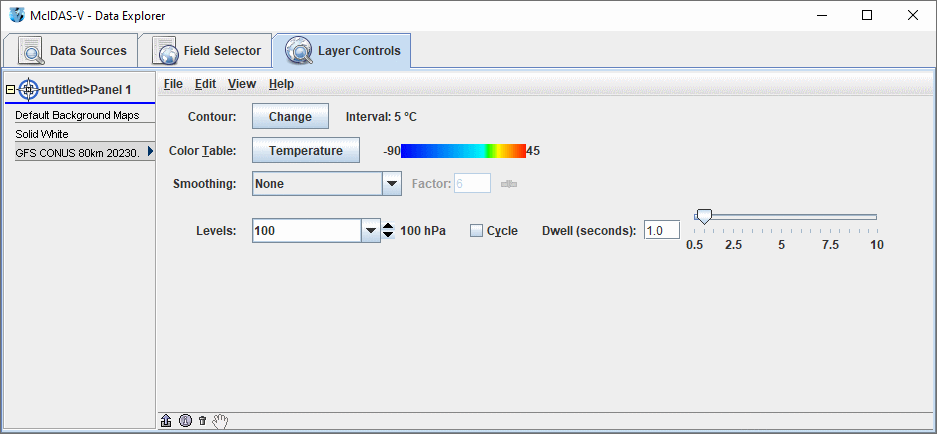 McIDAS-V - Data Explorer
Data Sources Field Selector Layer Controls
untitled>Panel 1
Default Background Maps
Solid White
GFS CONUS 80km 20230.
File Edit View Help
Contour: Change Interval: 5 °C
Color Table: Temperature -90 45
Smoothing: None Factor: 6
Levels: 100 100 hPa Cycle Dwell (seconds): 1.0
0.5 2.5 5 7.5 10